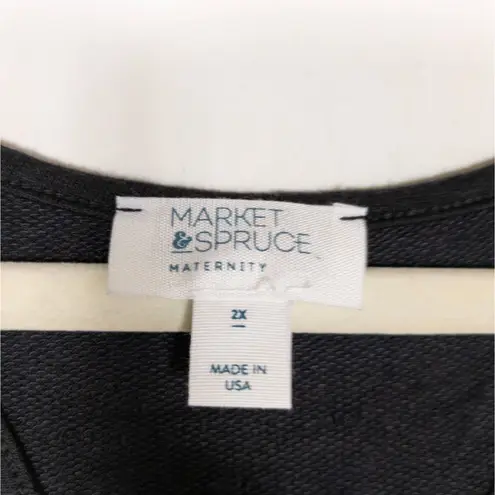 MARKET
&SPRUCE
MATERNITY
2X
MADE IN
USA